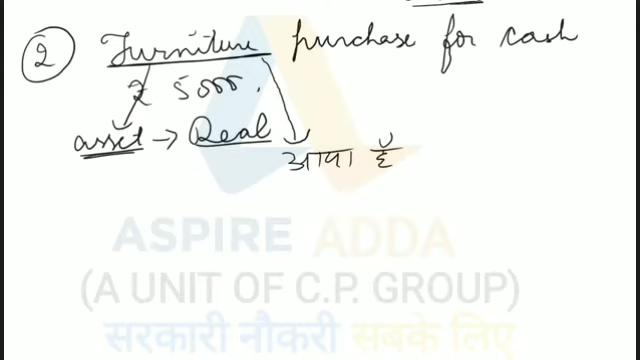 ② Furniture purchase for cash
₹ 5000.
asset → Real
आया है
ASPIRE ADDA
(A UNIT OF C.P. GROUP)
सरकारी नौकरी सबके लिए